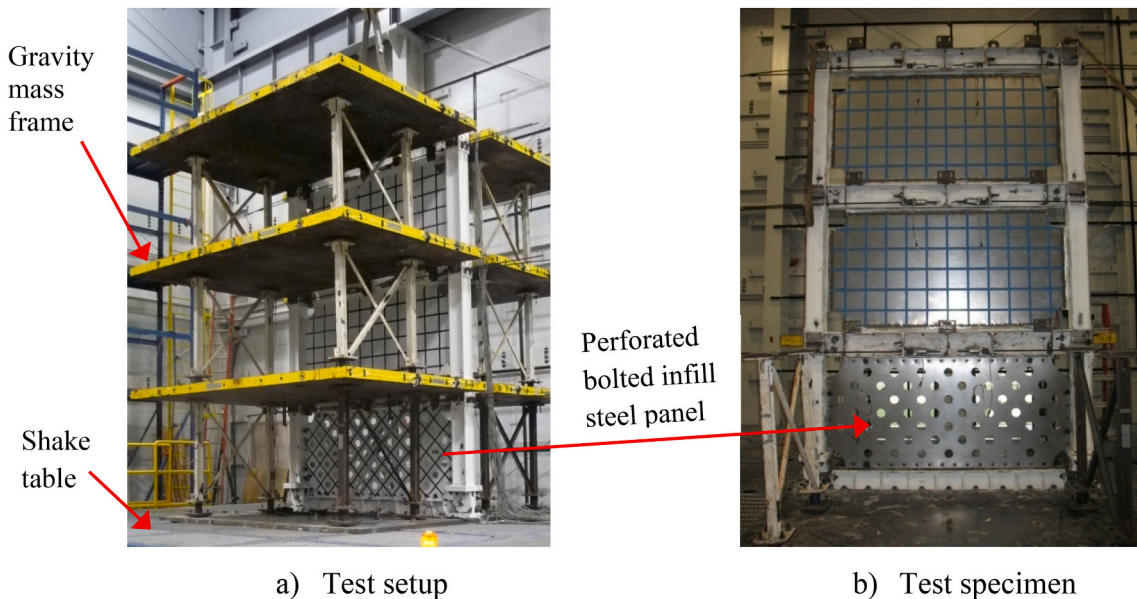 Gravity
mass
frame
Perforated
bolted infill
steel panel
Shake
table
a) Test setup
b) Test specimen